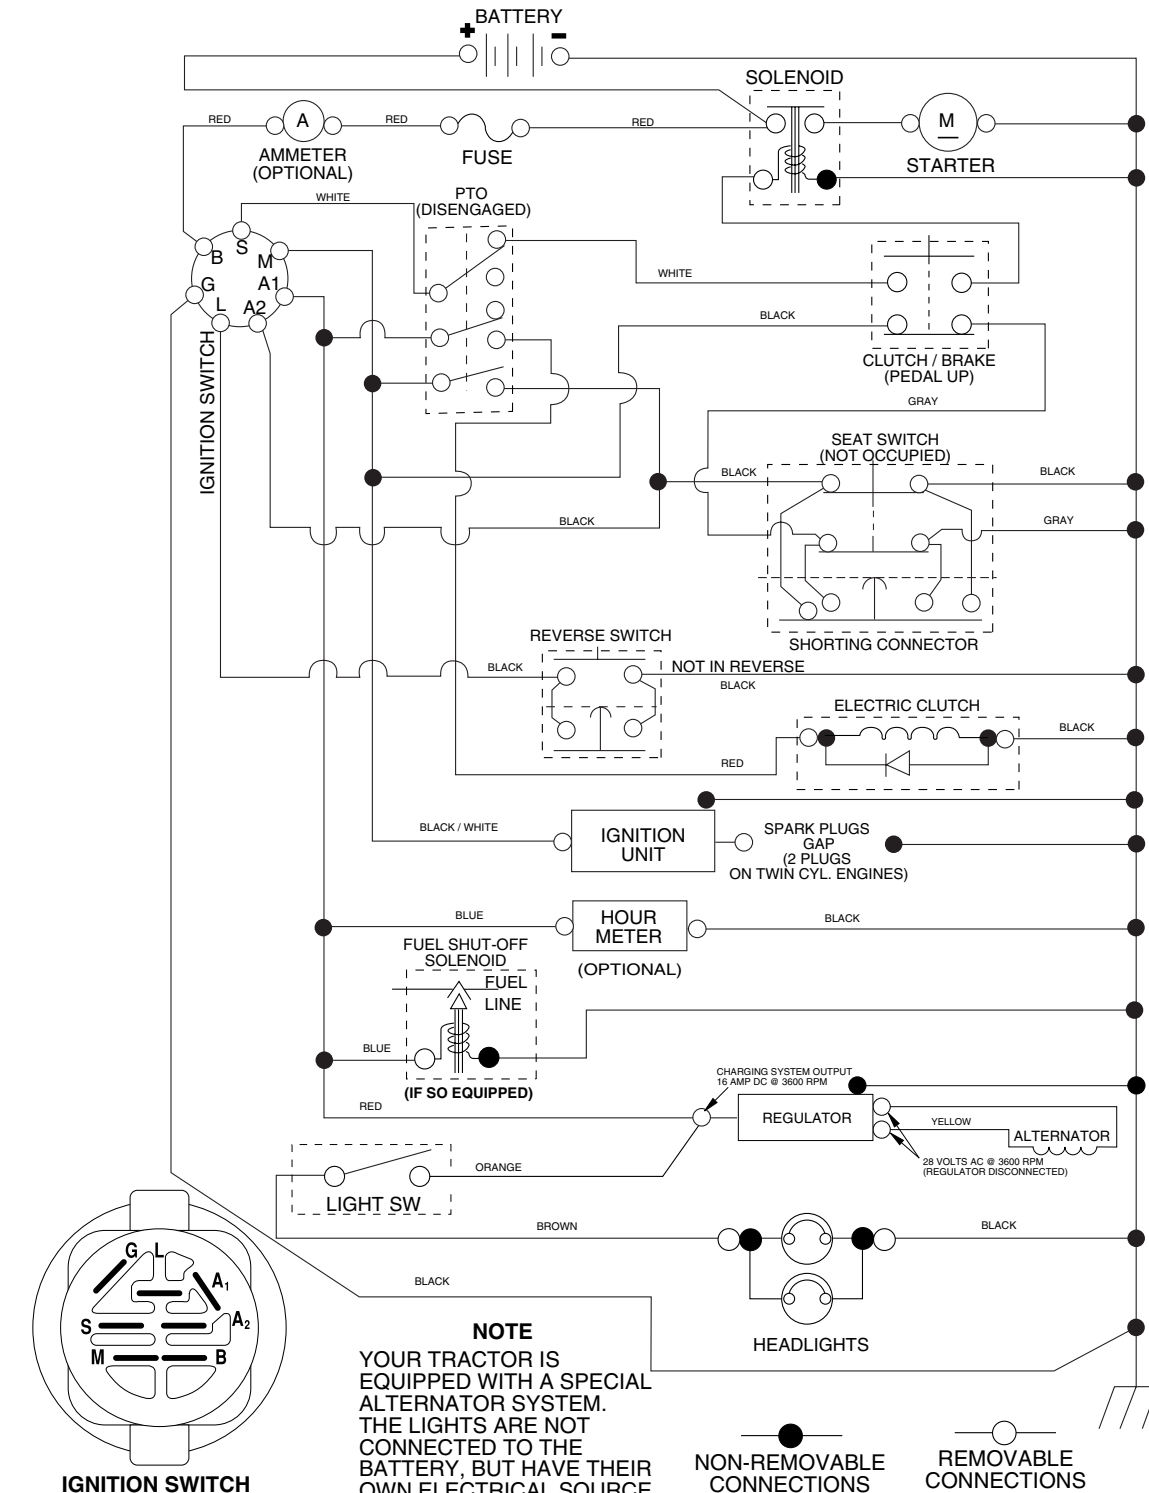 BATTERY
+
-
SOLENOID
RED
A
RED
RED
M
AMMETER
(OPTIONAL)
FUSE
STARTER
WHITE
PTO
(DISENGAGED)
S
B
M
G
A1
L
A2
WHITE
BLACK
IGNITION SWITCH
CLUTCH / BRAKE
(PEDAL UP)
GRAY
SEAT SWITCH
(NOT OCCUPIED)
BLACK
BLACK
BLACK
GRAY
SHORTING CONNECTOR
REVERSE SWITCH
BLACK
NOT IN REVERSE
BLACK
ELECTRIC CLUTCH
BLACK
RED
BLACK / WHITE
IGNITION
UNIT
SPARK PLUGS
GAP
(2 PLUGS
ON TWIN CYL. ENGINES)
BLUE
HOUR
METER
BLACK
(OPTIONAL)
FUEL SHUT-OFF
SOLENOID
FUEL
LINE
BLUE
(IF SO EQUIPPED)
CHARGING SYSTEM OUTPUT
16 AMP DC @ 3600 RPM
RED
REGULATOR
YELLOW
ALTERNATOR
28 VOLTS AC @ 3600 RPM
(REGULATOR DISCONNECTED)
ORANGE
LIGHT SW
BROWN
BLACK
BLACK
HEADLIGHTS
G L
A1
A2
S
M
B
IGNITION SWITCH
NOTE
YOUR TRACTOR IS
EQUIPPED WITH A SPECIAL
ALTERNATOR SYSTEM.
THE LIGHTS ARE NOT
CONNECTED TO THE
BATTERY, BUT HAVE THEIR
OWN ELECTRICAL SOURCE
NON-REMOVABLE
CONNECTIONS
REMOVABLE
CONNECTIONS